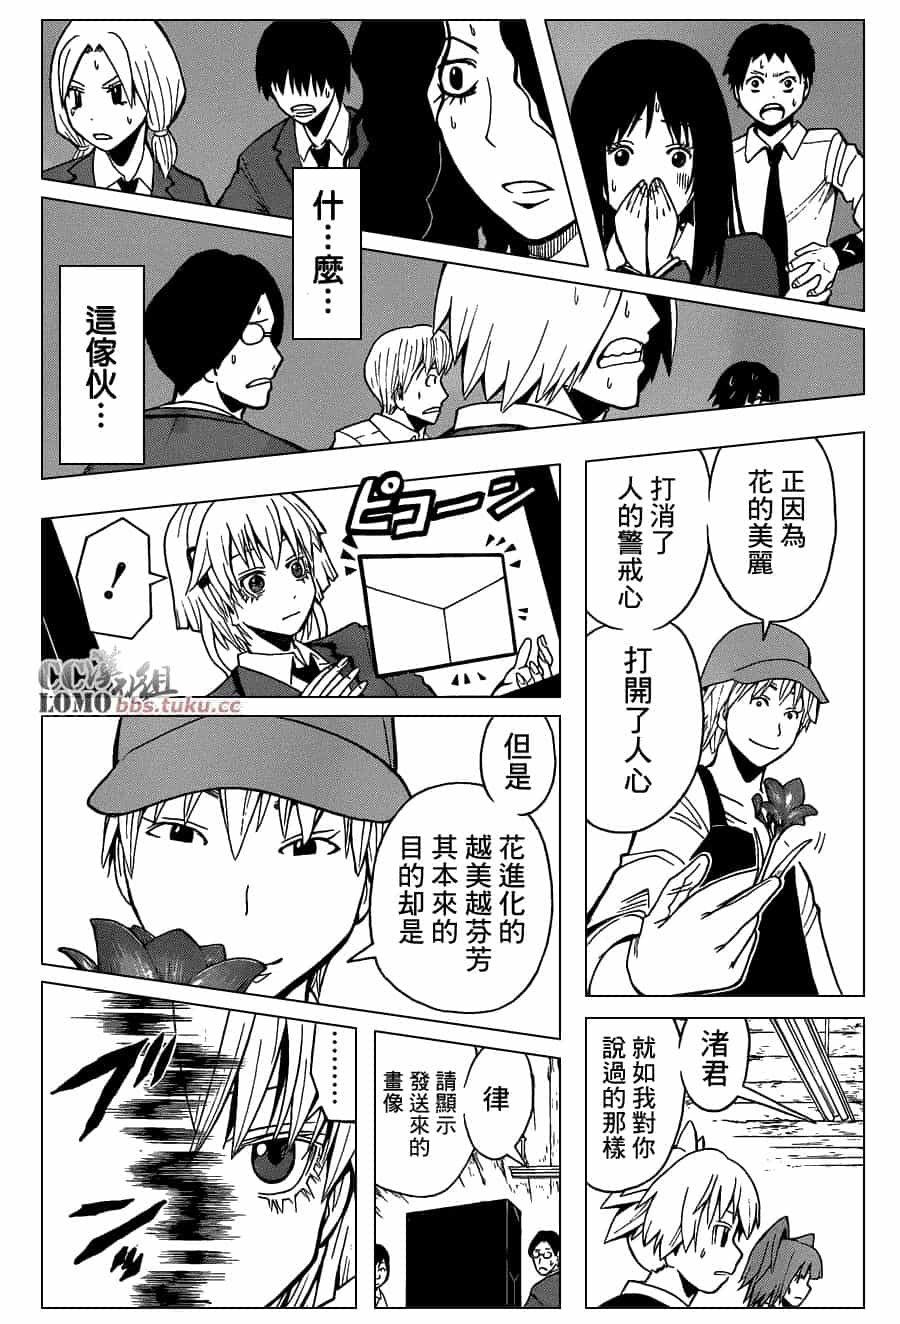 什…麼…
這傢伙…
正因為
花的美麗
打消了
人的警戒心
打開了人心
ピコーン
！
但是
花進化的
越美越芬芳
其本來的
目的却是
渚君
就如我對你
說過的那樣
律
請顯示
發送來的
畫像
………
ブブ
CC漢化組
LOMO bbs.tuku.cc